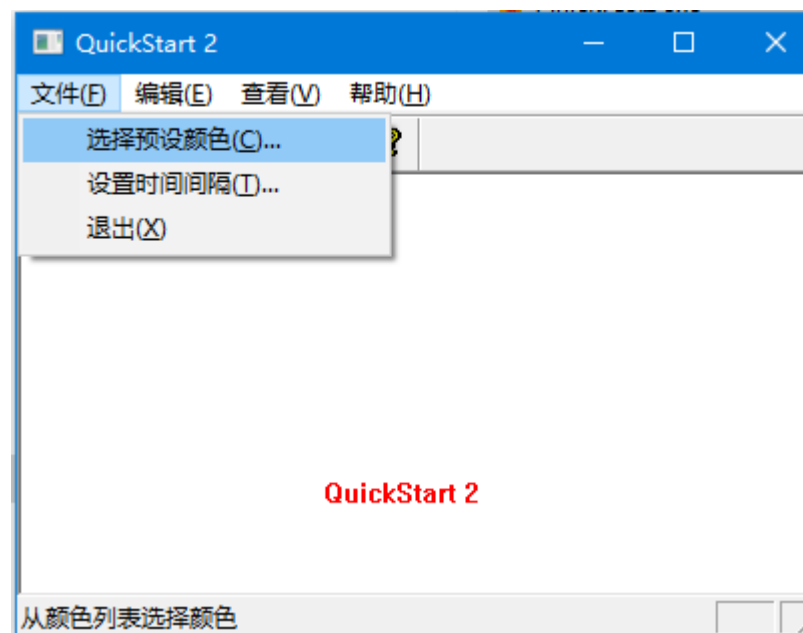 QuickStart 2
文件(F) 编辑(E) 查看(V) 帮助(H)
选择预设颜色(C)...
设置时间间隔(T)...
退出(X)
QuickStart 2
从颜色列表选择颜色